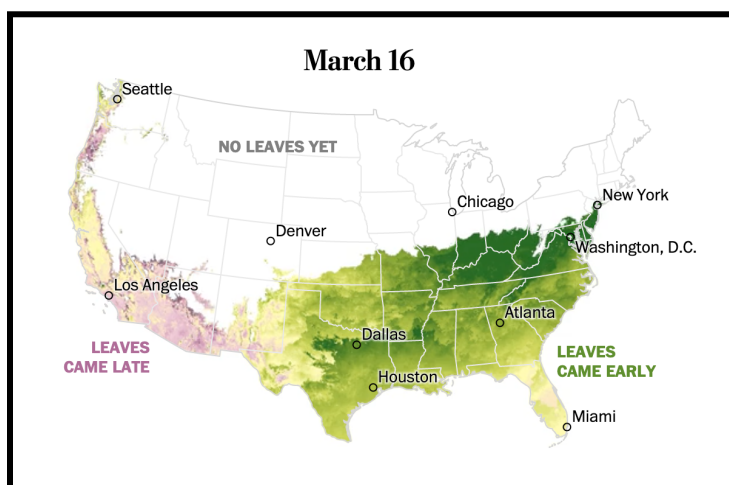 March 16
Seattle
NO LEAVES YET
Chicago
New York
Denver
Washington, D.C.
Los Angeles
Atlanta
Dallas
LEAVES
CAME LATE
LEAVES
CAME EARLY
Houston
Miami